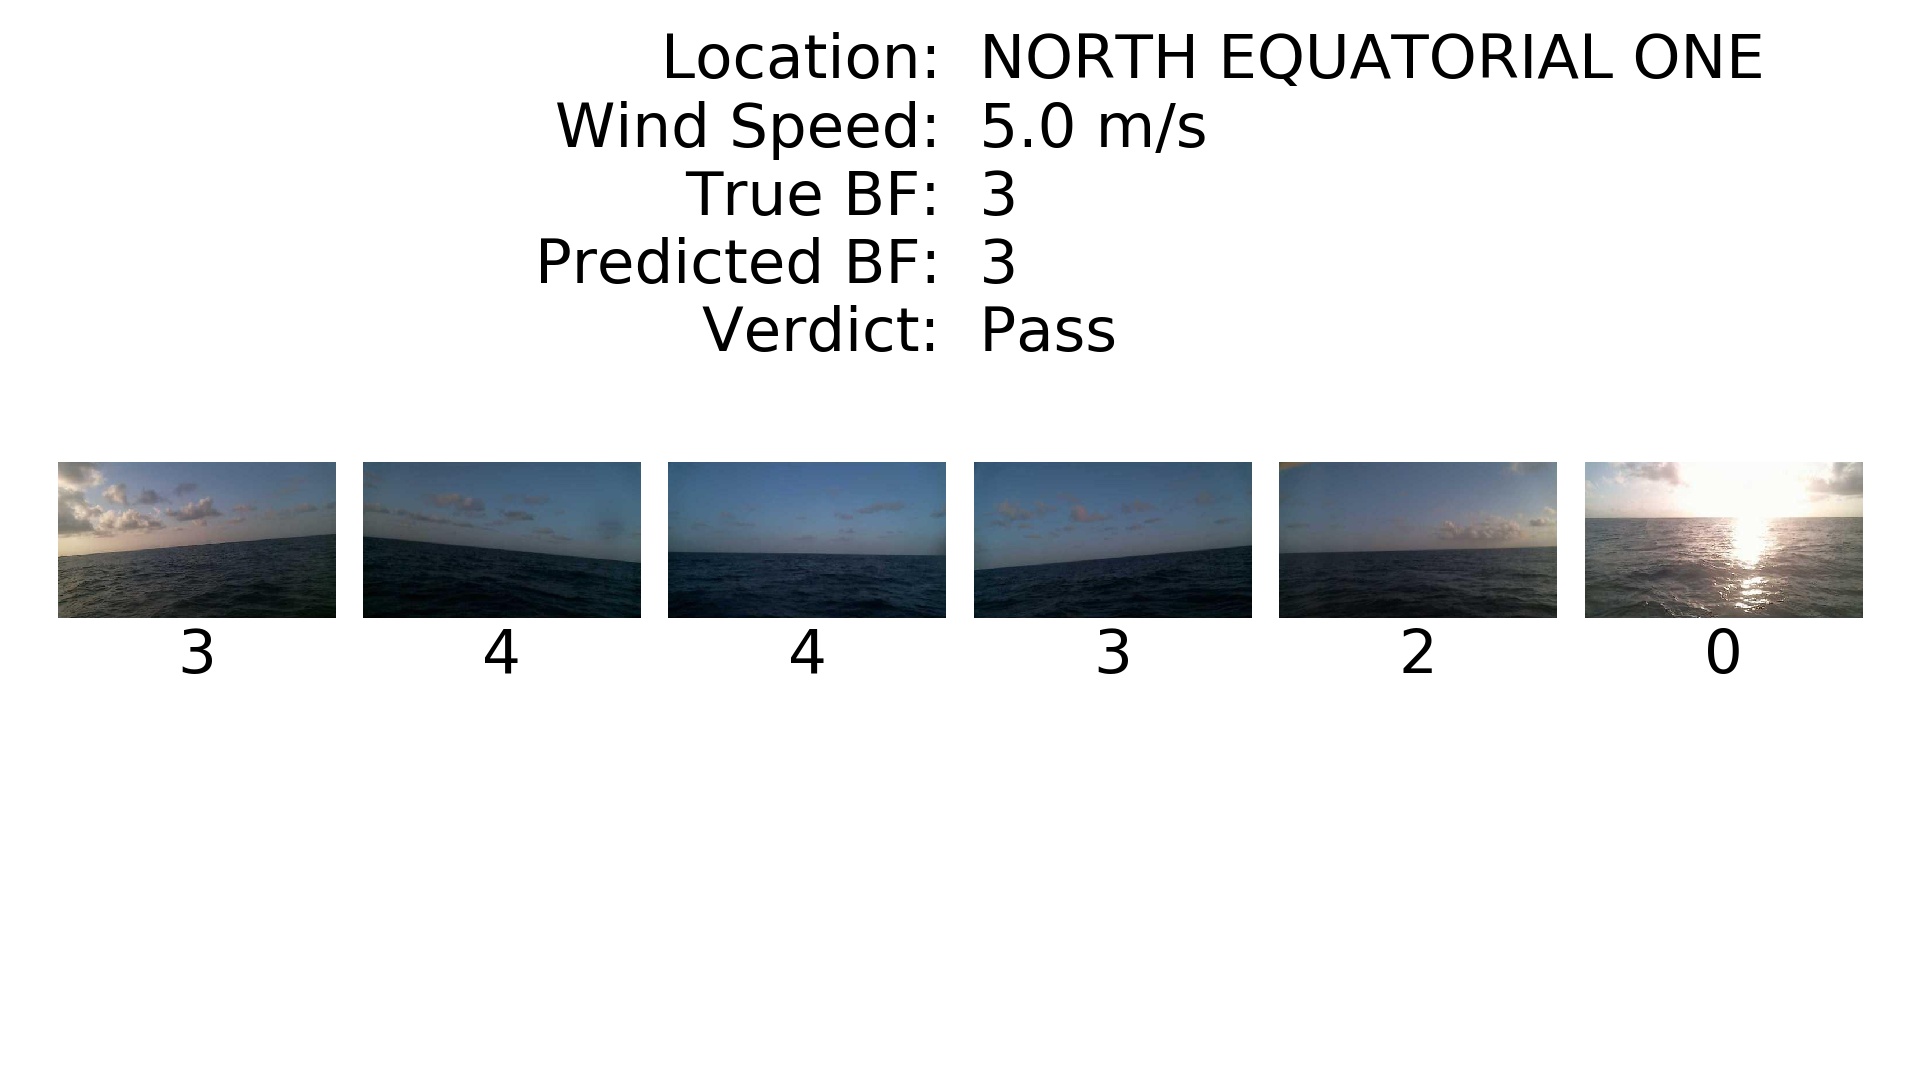 Location: NORTH EQUATORIAL ONE
Wind Speed: 5.0 m/s
True BF: 3
Predicted BF: 3
Verdict: Pass
3 4 4 3 2 0